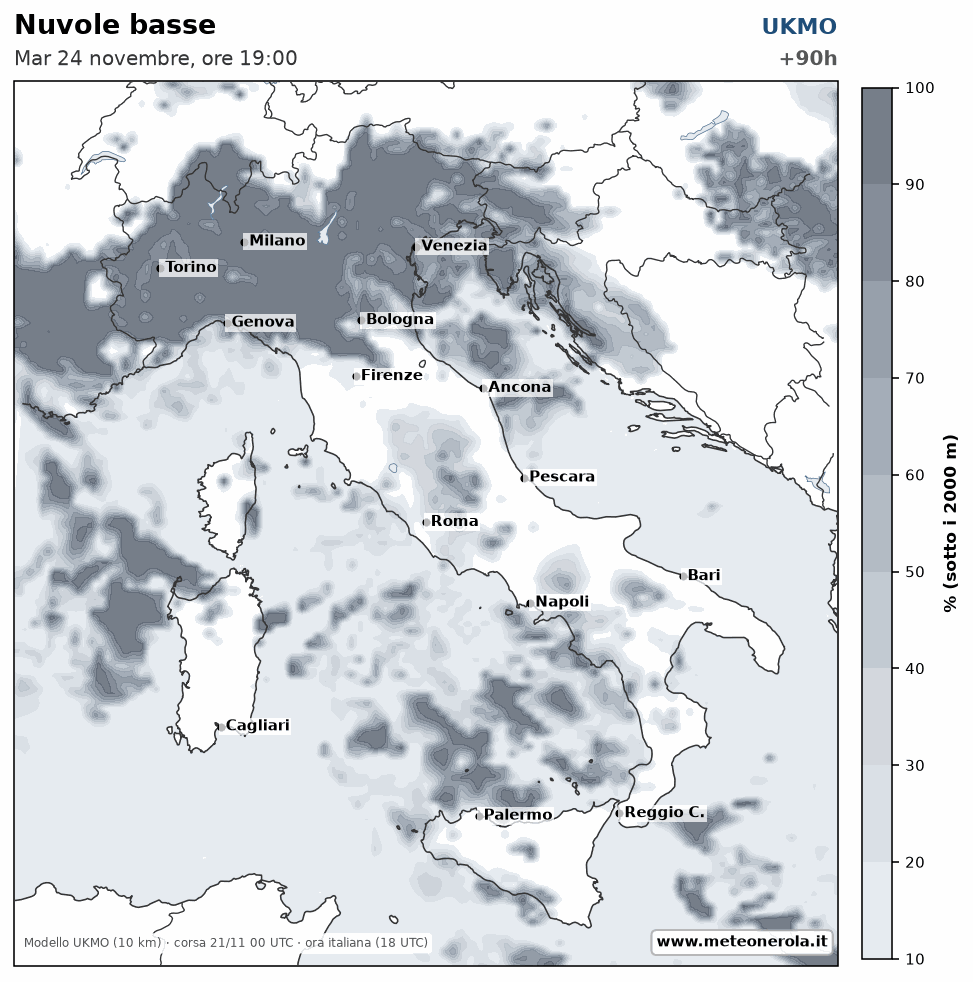 Nuvole basse
UKMO
Mar 24 novembre, ore 19:00
+90h
100
90
80
70
60
50
40
30
20
10
% (sotto i 2000 m)
Milano
Venezia
Torino
Genova
Bologna
Firenze
Ancona
Pescara
Roma
Bari
Napoli
Cagliari
Palermo
Reggio C.
Modello UKMO (10 km) · corsa 21/11 00 UTC · ora italiana (18 UTC)
www.meteonerola.it